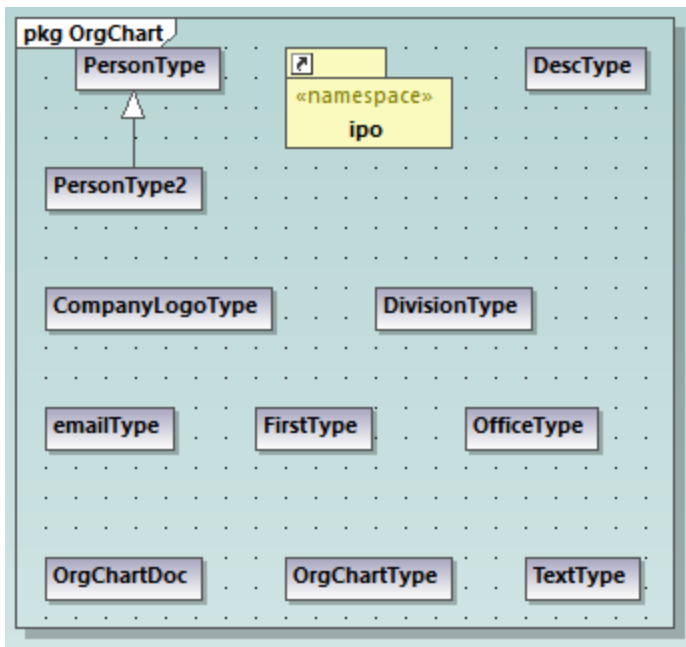 pkg OrgChart
PersonType
«namespace»
ipo
DescType
PersonType2
CompanyLogoType
DivisionType
emailType
FirstType
OfficeType
OrgChartDoc
OrgChartType
TextType